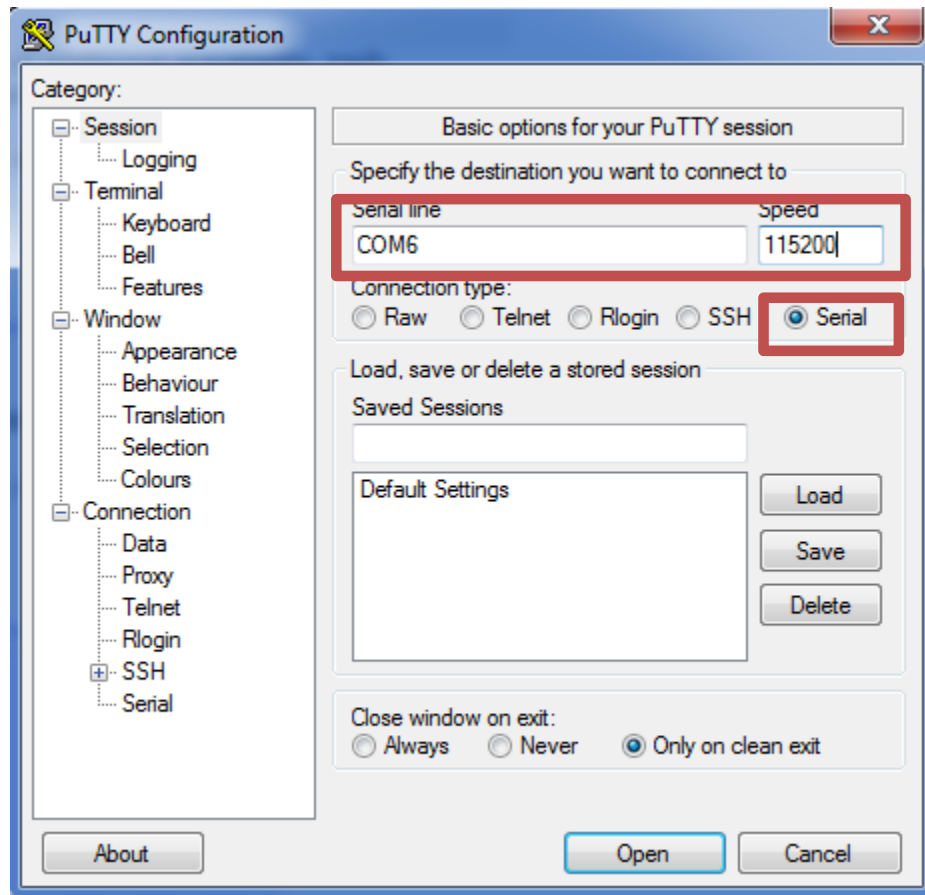 PuTTY Configuration
Category:
Session
Logging
Terminal
Keyboard
Bell
Features
Window
Appearance
Behaviour
Translation
Selection
Colours
Connection
Data
Proxy
Telnet
Rlogin
SSH
Serial
Basic options for your PuTTY session
Specify the destination you want to connect to
Serial line Speed
COM6 115200
Connection type:
Raw Telnet Rlogin SSH Serial
Load, save or delete a stored session
Saved Sessions
Default Settings
Load
Save
Delete
Close window on exit:
Always Never Only on clean exit
About Open Cancel